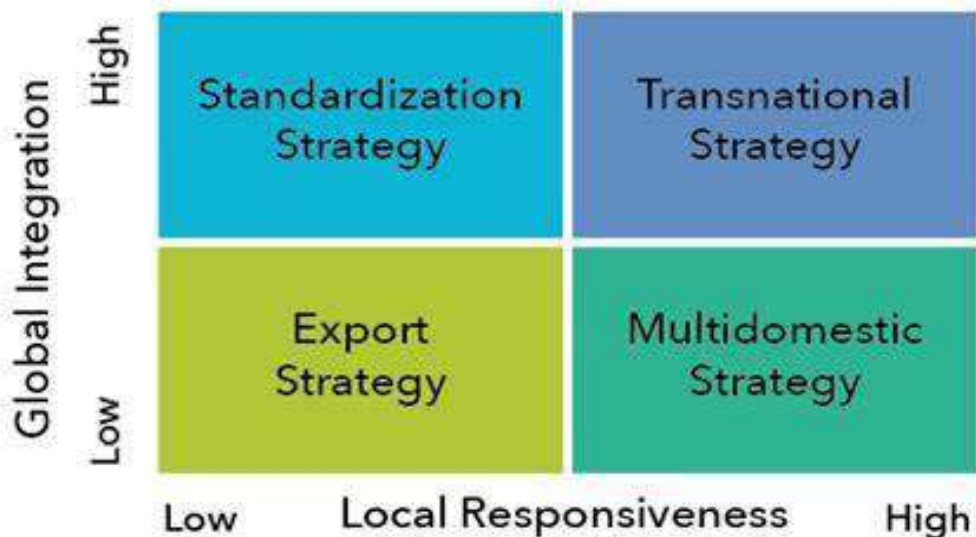 High
Standardization
Strategy
Transnational
Strategy
Global Integration
Export
Strategy
Multidomestic
Strategy
Low
Low
Local Responsiveness
High